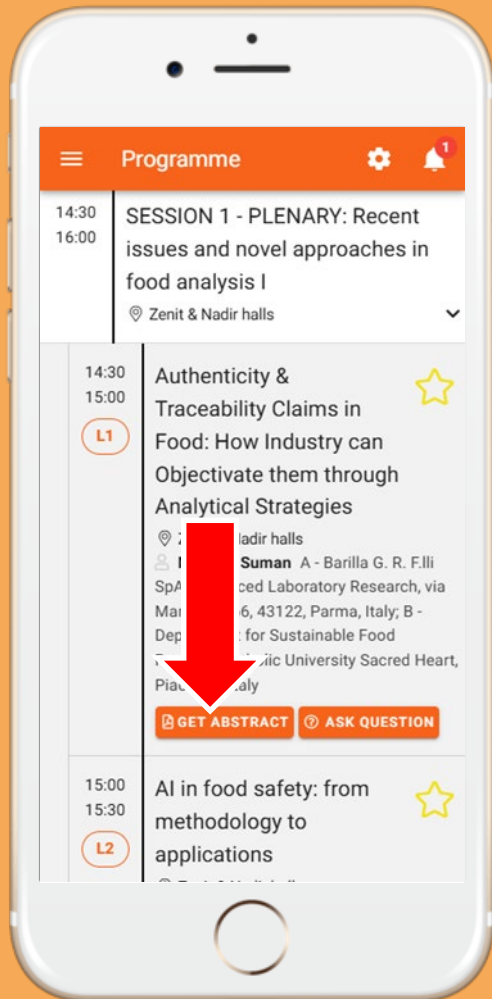 Programme
1
14:30
16:00
SESSION 1 - PLENARY: Recent
issues and novel approaches in
food analysis I
Zenit & Nadir halls
14:30
15:00
L1
Authenticity &
Traceability Claims in
Food: How Industry can
Objectivate them through
Analytical Strategies
Nadir halls
Suman A - Barilla G. R. F.lli
SpA Laboratory Research, via
43122, Parma, Italy; B -
for Sustainable Food
University Sacred Heart,
GET ABSTRACT
ASK QUESTION
15:00
15:30
L2
AI in food safety: from
methodology to
applications